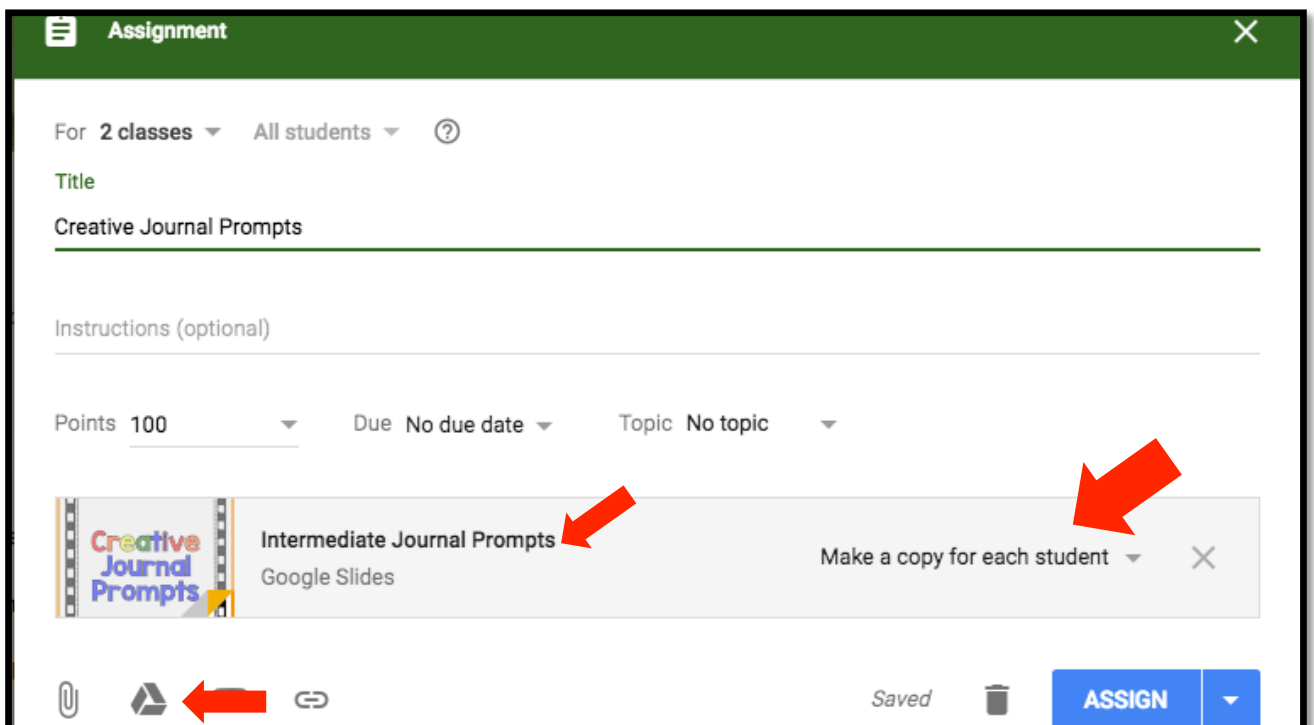 Assignment
For 2 classes All students
Title
Creative Journal Prompts
Instructions (optional)
Points 100 Due No due date Topic No topic
Creative
Journal
Prompts
Intermediate Journal Prompts
Google Slides
Make a copy for each student
Saved ASSIGN